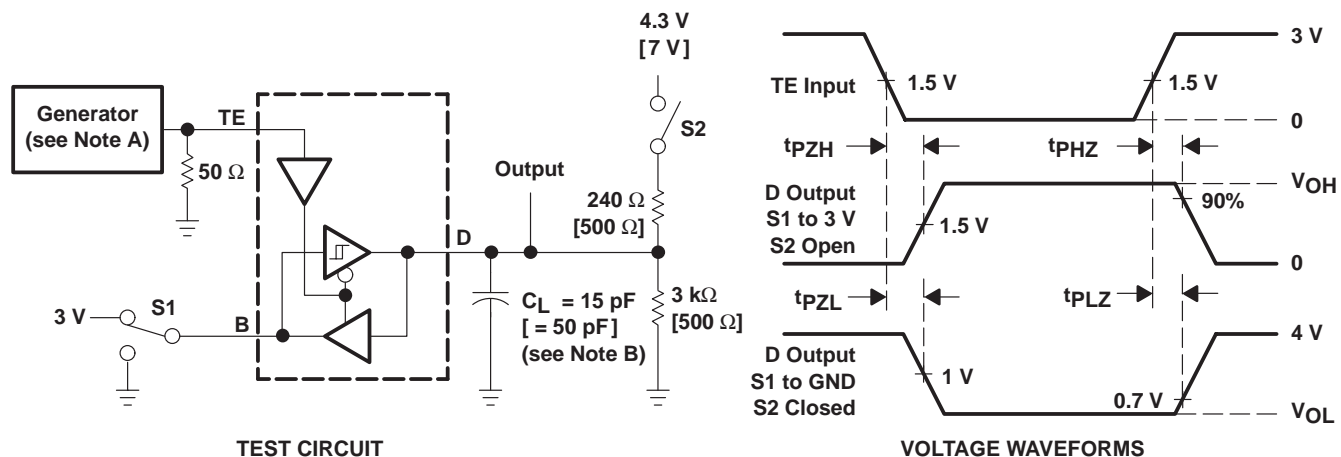 4.3 V
[7 V]
S2
Generator
(see Note A)
TE
50 Ω
Output
240 Ω
[500 Ω]
D
3 V
S1
B
CL = 15 pF
[ = 50 pF]
(see Note B)
3 kΩ
[500 Ω]
TEST CIRCUIT
3 V
TE Input
1.5 V
1.5 V
0
tPZH
tPHZ
VOH
D Output
S1 to 3 V
S2 Open
1.5 V
90%
0
tPZL
tPLZ
4 V
D Output
S1 to GND
S2 Closed
1 V
0.7 V
VOL
VOLTAGE WAVEFORMS